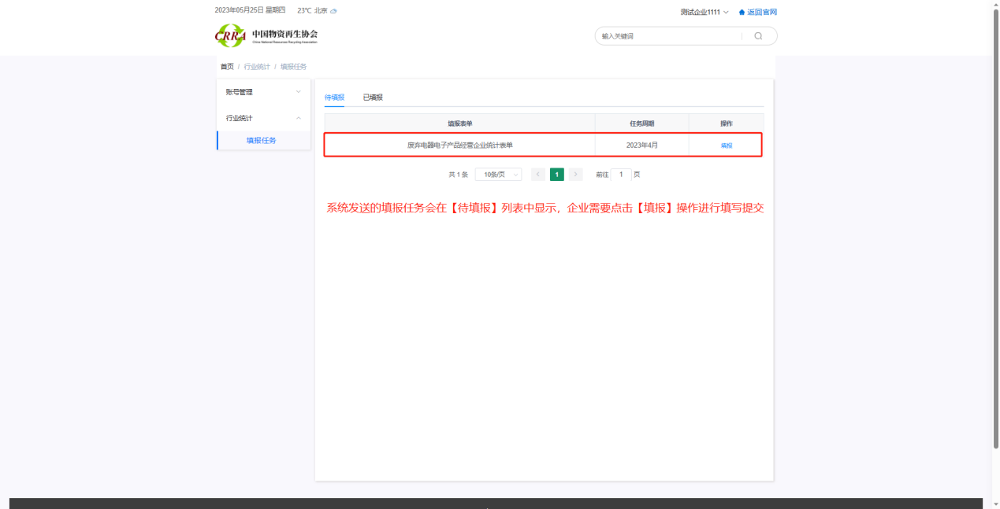 2023年05月25日 星期四 23℃ 北京
测试企业1111 返回官网
CRRA 中国物资再生协会
China National Resources Recycling Association
输入关键词
首页 / 行业统计 / 填报任务
账号管理
行业统计
填报任务
待填报 已填报
填报表单 任务周期 操作
废弃电器电子产品经营企业统计表单 2023年4月 填报
共 1 条 10条/页 < 1 > 前往 1 页
系统发送的填报任务会在【待填报】列表中显示，企业需要点击【填报】操作进行填写提交